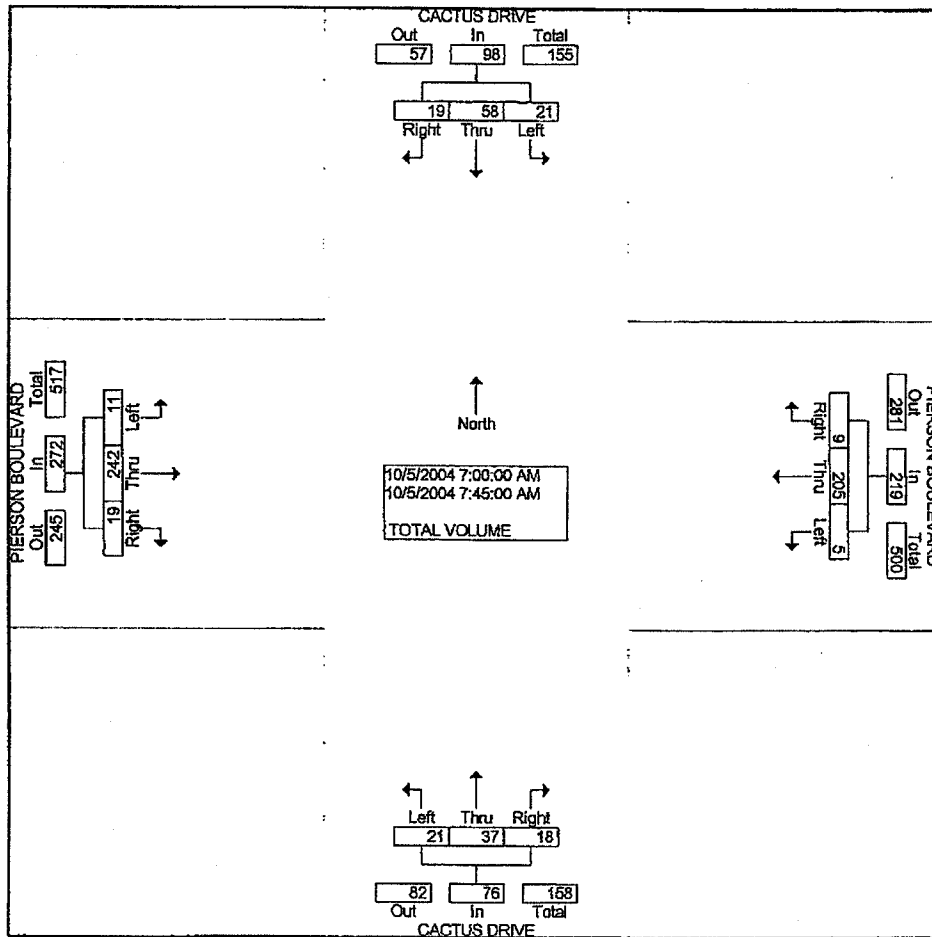 CACTUS DRIVE
Out In Total
57 98 155
19 58 21
Right Thru Left
PIERSON BOULEVARD
Total In Out
517 272 245
11 242 19
Left Thru Right
North
10/5/2004 7:00:00 AM
10/5/2004 7:45:00 AM
TOTAL VOLUME
Right Thru Left
9 205 5
281 219 500
Out In Total
PIERSON BOULEVARD
Left Thru Right
21 37 18
82 76 158
Out In Total
CACTUS DRIVE